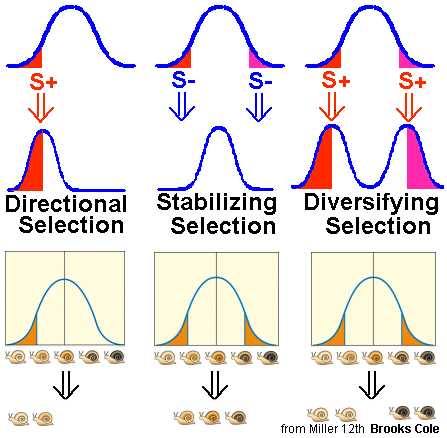 S+
S- S-
S+ S+
Directional
Selection
Stabilizing
Selection
Diversifying
Selection
from Miller 12th Brooks Cole